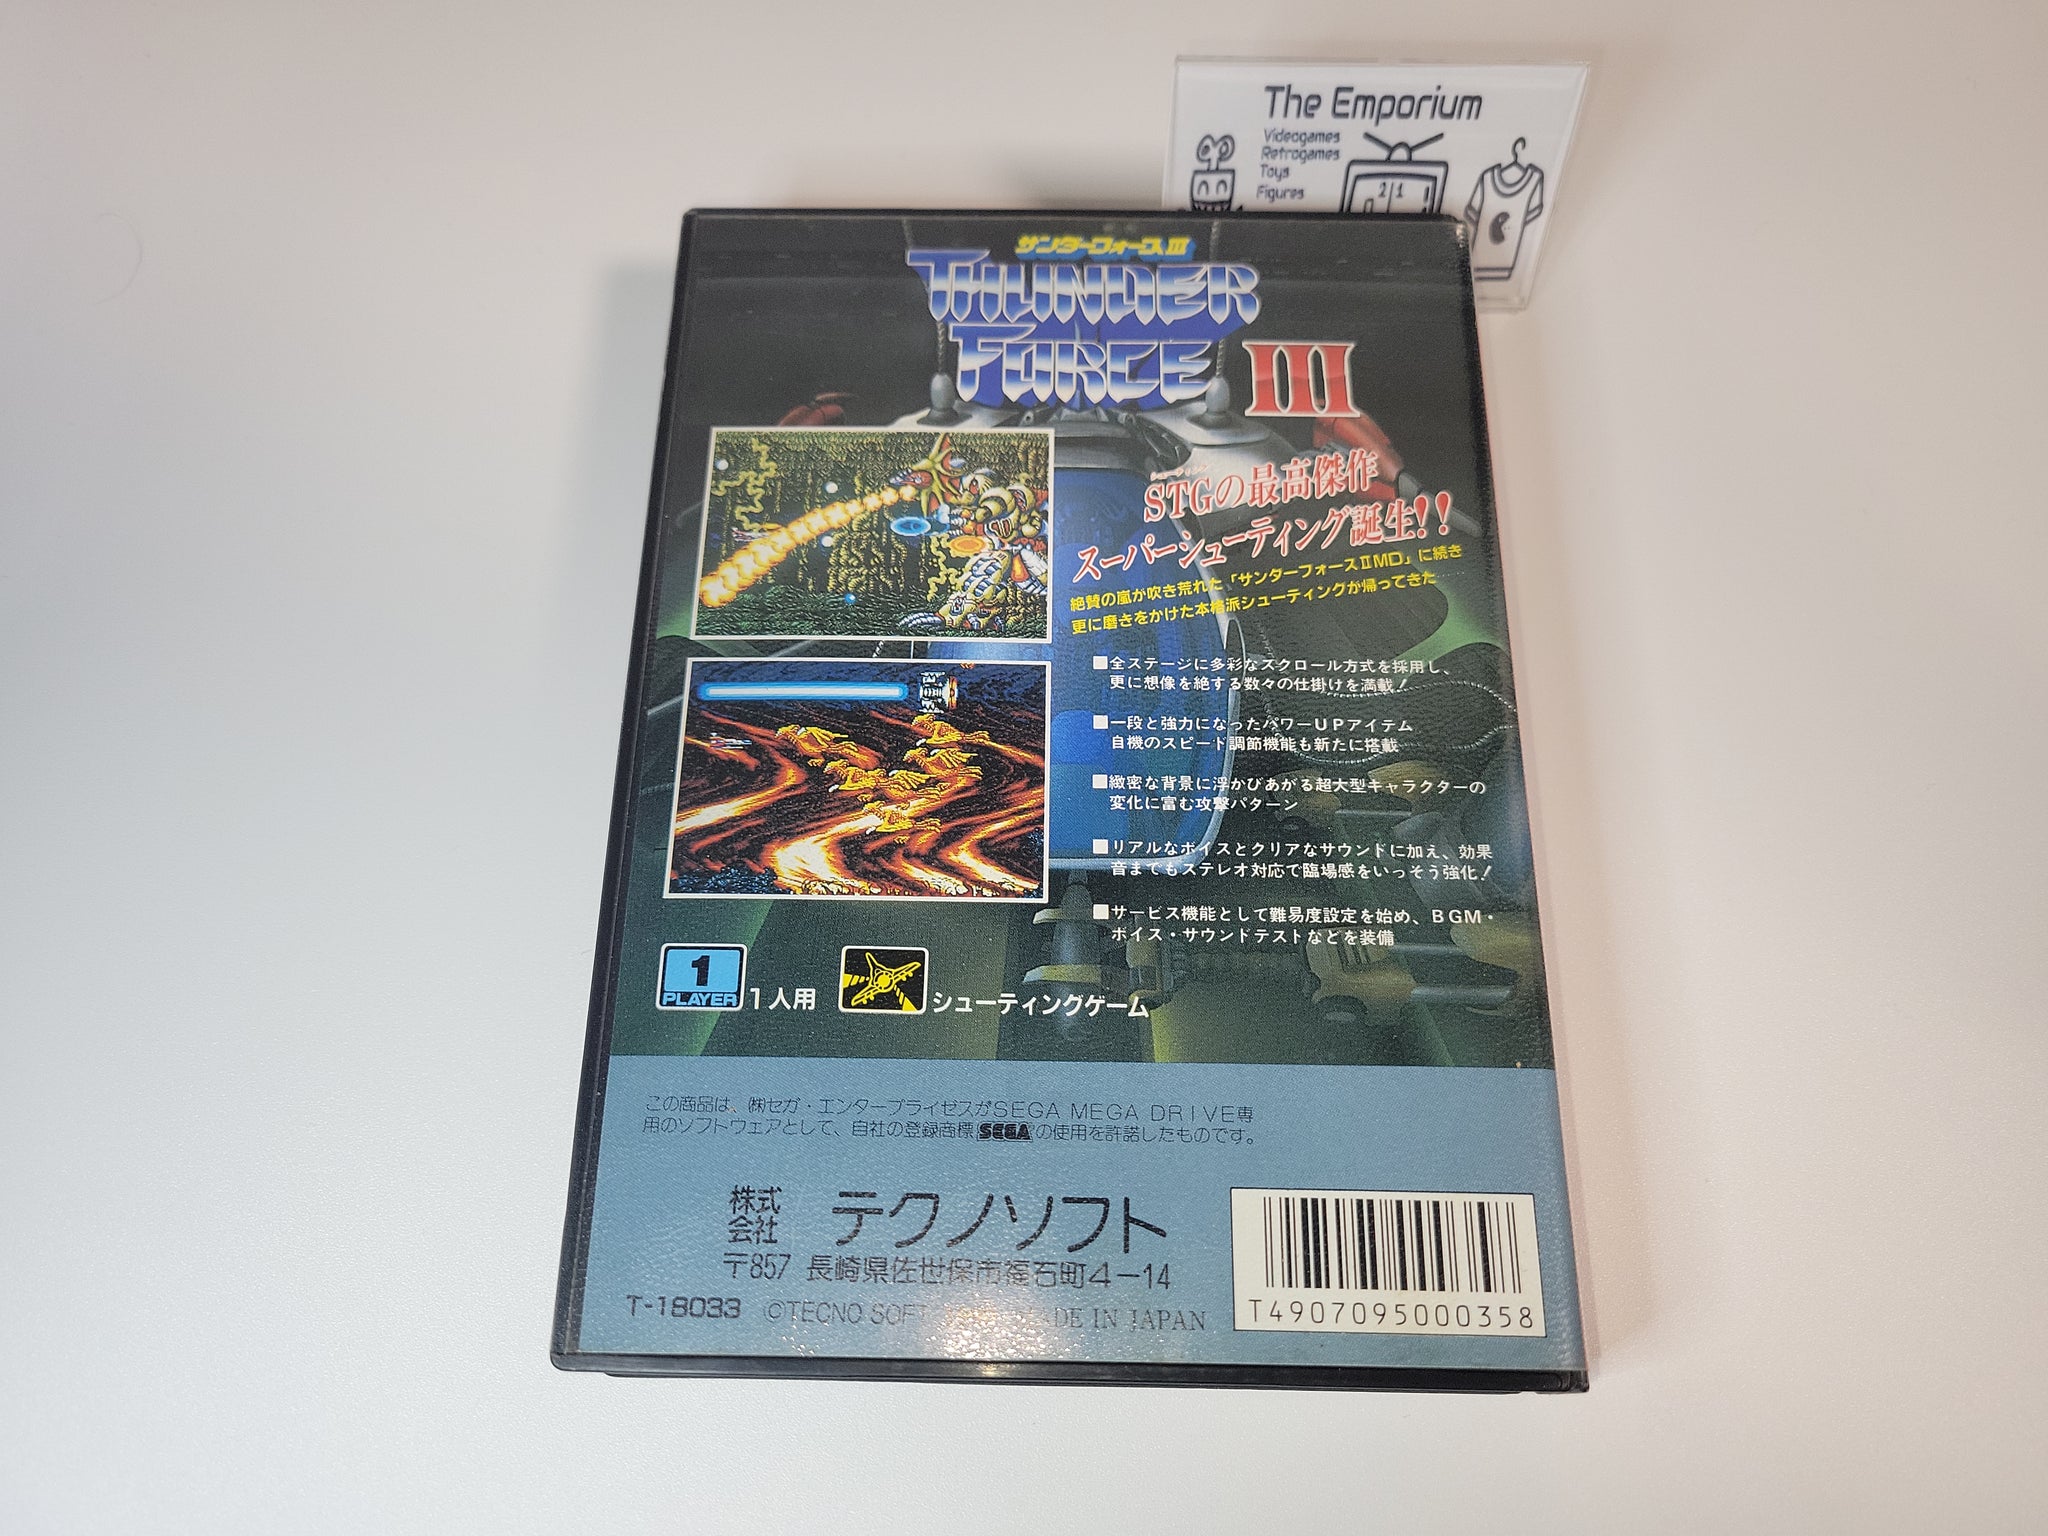 The Emporium
Videogames
Retrogames
Toys
Figures
サンダーフォースIII
THUNDER
FORCE III
STGの最高傑作
スーパーシューティング誕生!!
絶賛の嵐が吹き荒れた「サンダーフォースⅡMD」に続き
更に磨きをかけた本格派シューティングが帰ってきた
■全ステージに多彩なスクロール方式を採用し、
更に想像を絶する数々の仕掛けを満載!
■一段と強力になったパワーUPアイテム
自機のスピード調節機能も新たに搭載
■緻密な背景に浮かびあがる超大型キャラクターの
変化に富む攻撃パターン
■リアルなボイスとクリアなサウンドに加え、効果
音までもステレオ対応で臨場感をいっそう強化!
■サービス機能として難易度設定を始め、BGM・
ボイス・サウンドテストなどを装備
1
PLAYER 1人用 シューティングゲーム
この商品は、㈱セガ・エンタープライゼスがSEGA MEGA DRIVE専
用のソフトウェアとして、自社の登録商標SEGAの使用を許諾したものです。
株式会社 テクノソフト
〒857 長崎県佐世保市福石町4-14
T-18033 ©TECNO SOFT MADE IN JAPAN
T4907095000358